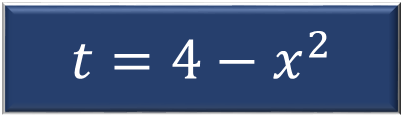 t = 4 − x²